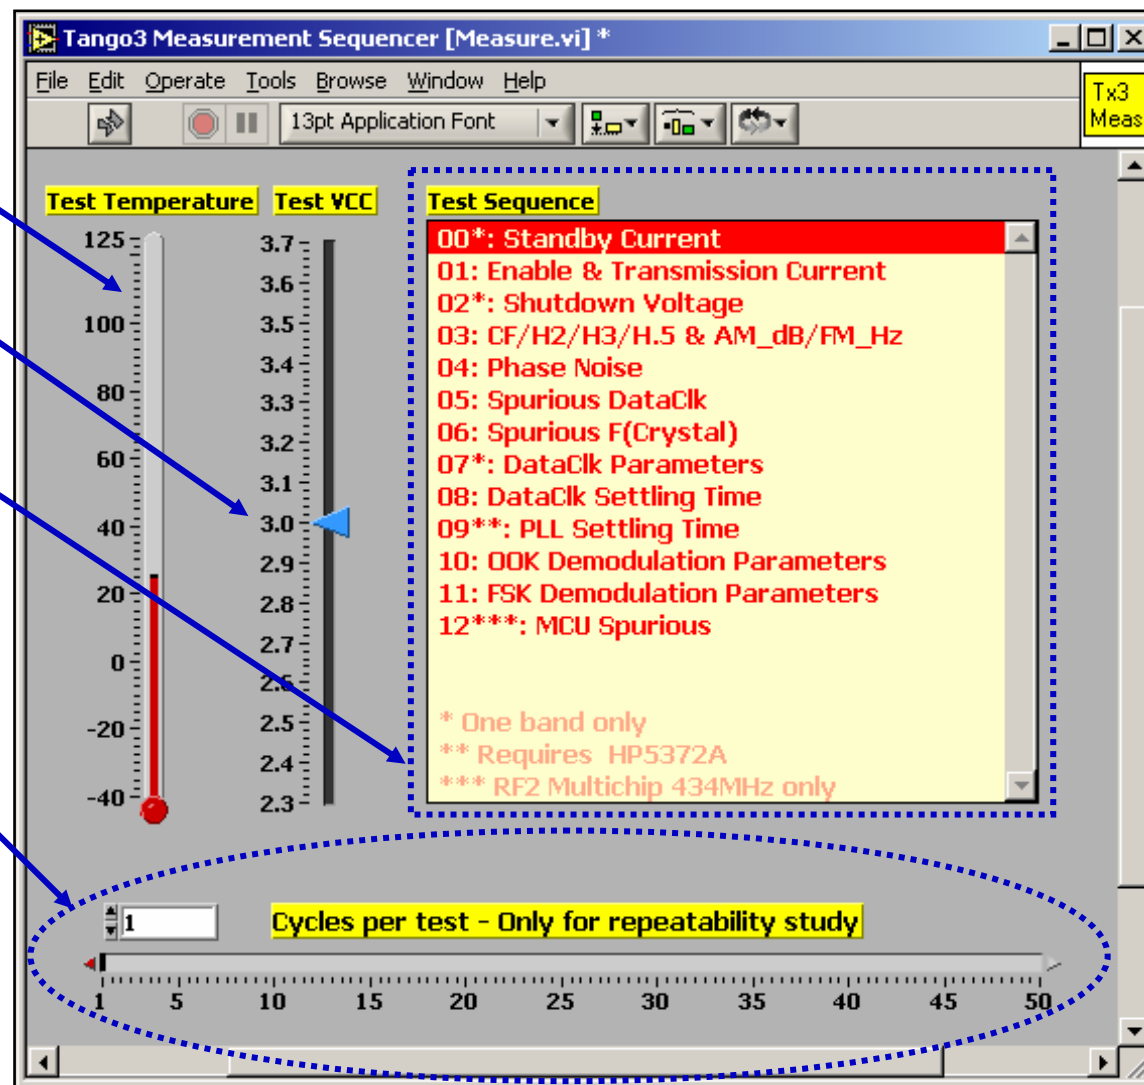 Tango3 Measurement Sequencer [Measure.vi] *
File Edit Operate Tools Browse Window Help
13pt Application Font
Tx3
Meas
Test Temperature
125
100
80
60
40
20
0
-20
-40
Test VCC
3.7
3.6
3.5
3.4
3.3
3.2
3.1
3.0
2.9
2.8
2.7
2.6
2.5
2.4
2.3
Test Sequence
00*: Standby Current
01: Enable & Transmission Current
02*: Shutdown Voltage
03: CF/H2/H3/H.5 & AM_dB/FM_Hz
04: Phase Noise
05: Spurious DataClk
06: Spurious F(Crystal)
07*: DataClk Parameters
08: DataClk Settling Time
09**: PLL Settling Time
10: OOK Demodulation Parameters
11: FSK Demodulation Parameters
12***: MCU Spurious
* One band only
** Requires HP5372A
*** RF2 Multichip 434MHz only
1
Cycles per test - Only for repeatability study
1 5 10 15 20 25 30 35 40 45 50